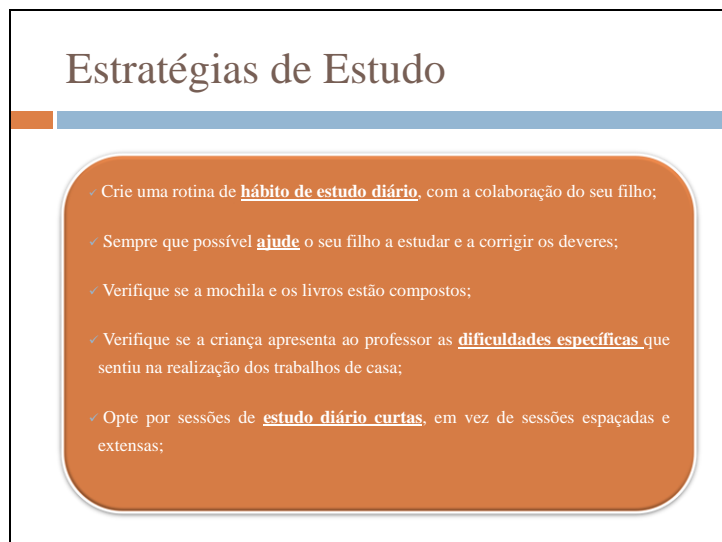 Estratégias de Estudo
✓ Crie uma rotina de hábito de estudo diário, com a colaboração do seu filho;
✓ Sempre que possível ajude o seu filho a estudar e a corrigir os deveres;
✓ Verifique se a mochila e os livros estão compostos;
✓ Verifique se a criança apresenta ao professor as dificuldades específicas que
sentiu na realização dos trabalhos de casa;
✓ Opte por sessões de estudo diário curtas, em vez de sessões espaçadas e
extensas;